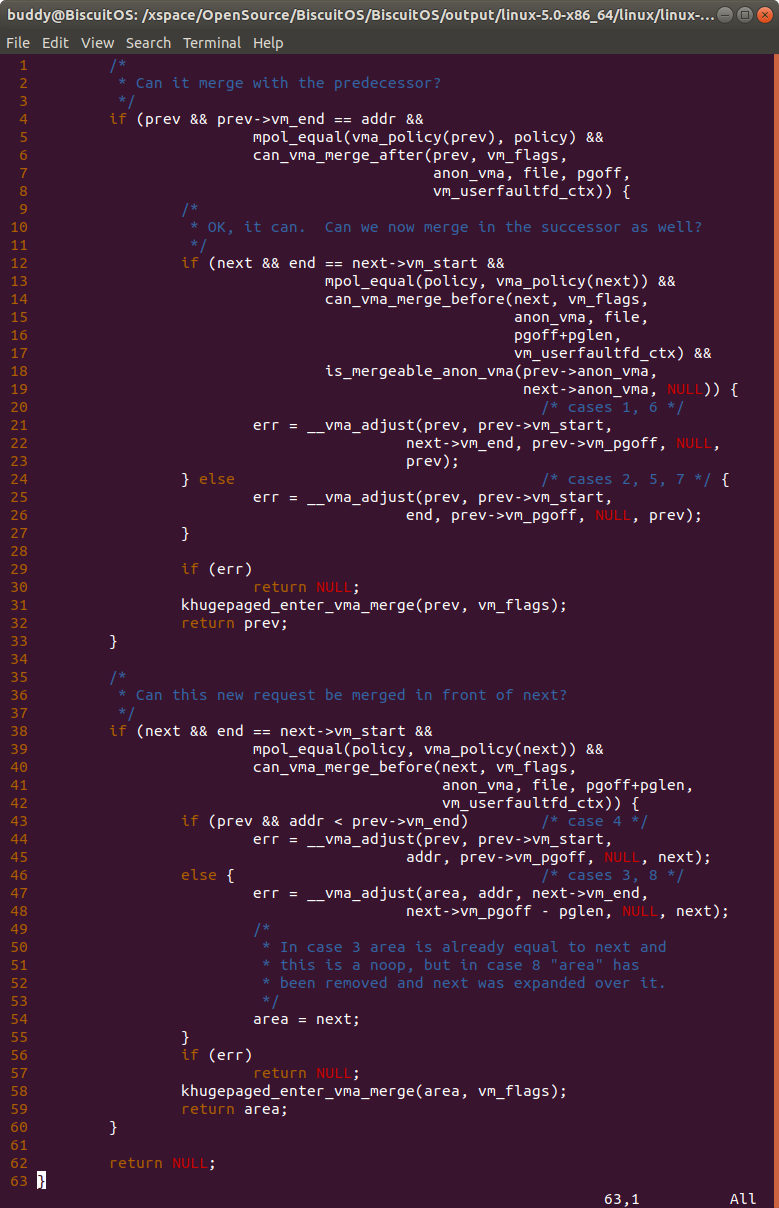 buddy@BiscuitOS: /xspace/OpenSource/BiscuitOS/BiscuitOS/output/linux-5.0-x86_64/linux/linux-...
File Edit View Search Terminal Help
1         /*
2          * Can it merge with the predecessor?
3          */
4         if (prev && prev->vm_end == addr &&
5                         mpol_equal(vma_policy(prev), policy) &&
6                         can_vma_merge_after(prev, vm_flags,
7                                             anon_vma, file, pgoff,
8                                             vm_userfaultfd_ctx)) {
9                 /*
10                  * OK, it can.  Can we now merge in the successor as well?
11                  */
12                 if (next && end == next->vm_start &&
13                                 mpol_equal(policy, vma_policy(next)) &&
14                                 can_vma_merge_before(next, vm_flags,
15                                                      anon_vma, file,
16                                                      pgoff+pglen,
17                                                      vm_userfaultfd_ctx) &&
18                                 is_mergeable_anon_vma(prev->anon_vma,
19                                                       next->anon_vma, NULL)) {
20                                                         /* cases 1, 6 */
21                         err = __vma_adjust(prev, prev->vm_start,
22                                          next->vm_end, prev->vm_pgoff, NULL,
23                                          prev);
24                 } else                                  /* cases 2, 5, 7 */ {
25                         err = __vma_adjust(prev, prev->vm_start,
26                                          end, prev->vm_pgoff, NULL, prev);
27                 }
28
29                 if (err)
30                         return NULL;
31                 khugepaged_enter_vma_merge(prev, vm_flags);
32                 return prev;
33         }
34
35         /*
36          * Can this new request be merged in front of next?
37          */
38         if (next && end == next->vm_start &&
39                         mpol_equal(policy, vma_policy(next)) &&
40                         can_vma_merge_before(next, vm_flags,
41                                              anon_vma, file, pgoff+pglen,
42                                              vm_userfaultfd_ctx)) {
43                 if (prev && addr < prev->vm_end)        /* case 4 */
44                         err = __vma_adjust(prev, prev->vm_start,
45                                          addr, prev->vm_pgoff, NULL, next);
46                 else {                                  /* cases 3, 8 */
47                         err = __vma_adjust(area, addr, next->vm_end,
48                                          next->vm_pgoff - pglen, NULL, next);
49                         /*
50                          * In case 3 area is already equal to next and
51                          * this is a noop, but in case 8 "area" has
52                          * been removed and next was expanded over it.
53                          */
54                         area = next;
55                 }
56                 if (err)
57                         return NULL;
58                 khugepaged_enter_vma_merge(area, vm_flags);
59                 return area;
60         }
61
62         return NULL;
63 }
63,1          All